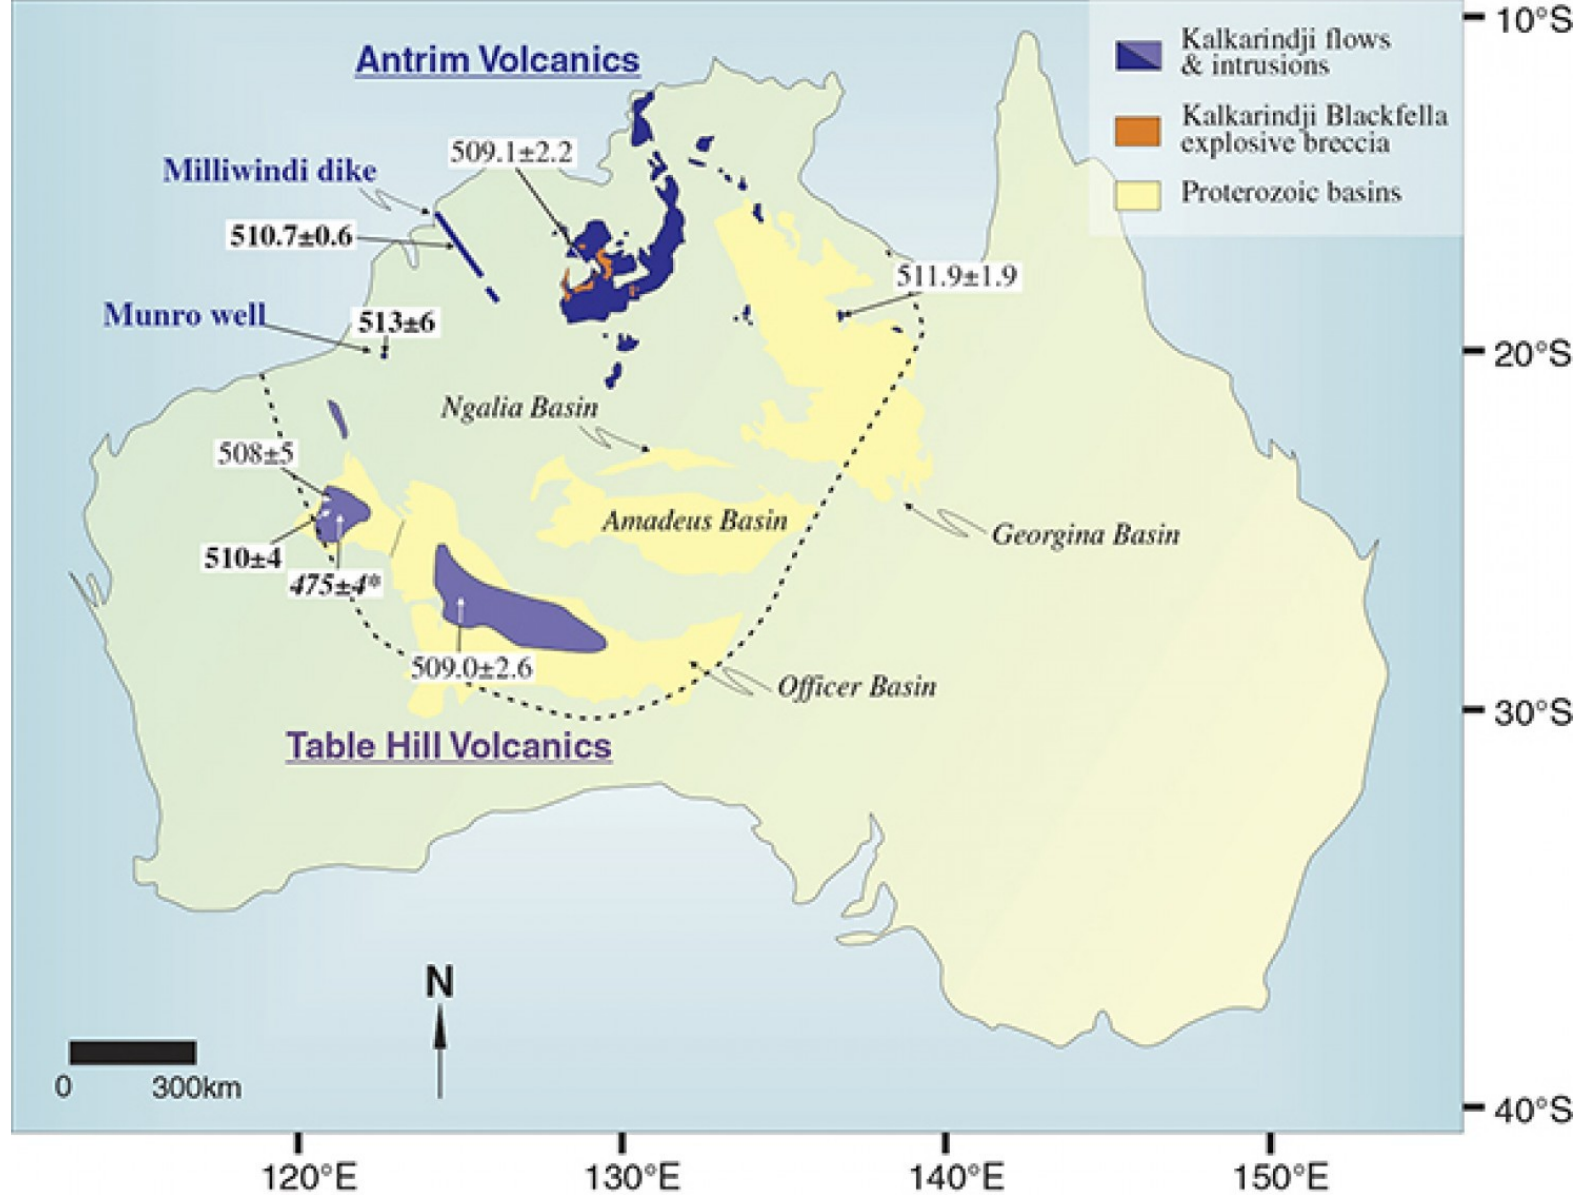 10°S
Kalkarindji flows
& intrusions
Antrim Volcanics
Kalkarindji Blackfella
explosive breccia
509.1±2.2
Milliwindi dike
Proterozoic basins
510.7±0.6
511.9±1.9
Munro well
513±6
20°S
Ngalia Basin
508±5
Amadeus Basin
Georgina Basin
510±4
475±4*
509.0±2.6
Officer Basin
30°S
Table Hill Volcanics
N
0 300km
40°S
120°E 130°E 140°E 150°E